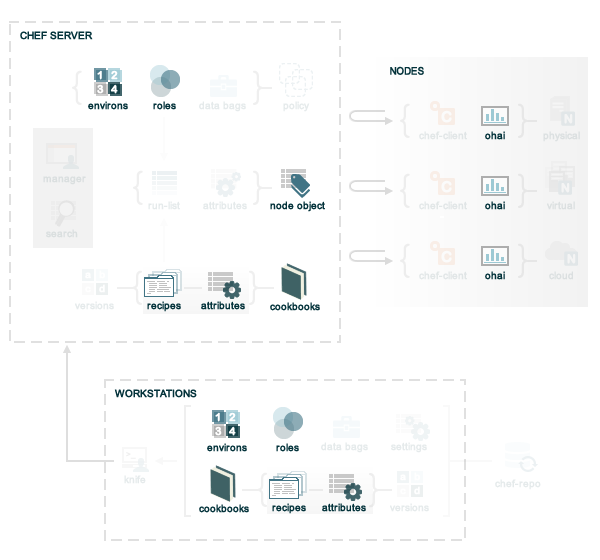 CHEF SERVER
NODES
1 2
3 4
environs
roles
data bags
policy
C
N
chef-client
ohai
physical
manager
run-list
attributes
node object
C
N
chef-client
ohai
virtual
search
C
N
chef-client
ohai
cloud
a
d
versions
recipes
attributes
cookbooks
WORKSTATIONS
1 2
3 4
environs
roles
data bags
settings
knife
chef-repo
a
d
cookbooks
recipes
attributes
versions